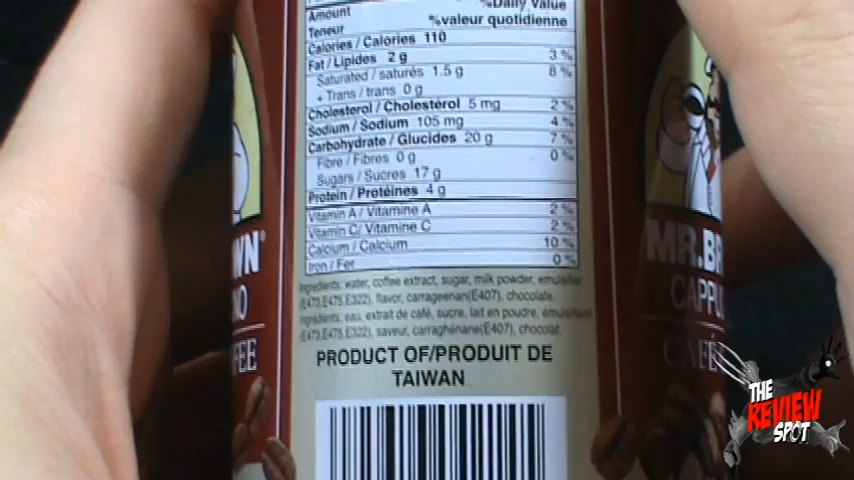 Amount
%Daily Value
Teneur
%valeur quotidienne
Calories / Calories 110
Fat / Lipides 2 g 3 %
Saturated / saturés 1.5 g 8 %
+ Trans / trans 0 g
Cholesterol / Cholestérol 5 mg 2 %
Sodium / Sodium 105 mg 4 %
Carbohydrate / Glucides 20 g 7 %
Fibre / Fibres 0 g 0 %
Sugars / Sucres 17 g
Protein / Protéines 4 g
Vitamin A / Vitamine A 2 %
Vitamin C / Vitamine C 2 %
Calcium / Calcium 10 %
Iron / Fer 0 %
Ingredients: water, coffee extract, sugar, milk powder, emulsifier
(E473,E475,E322), flavor, carrageenan(E407), chocolate.
Ingrédients: eau, extrait de café, sucre, lait en poudre, émulsifiant
(E473,E475,E322), saveur, carraghénane(E407), chocolat.
PRODUCT OF/PRODUIT DE
TAIWAN
WN
NO
FEE
MR.BR
CAPPU
CAFÉ
THE
REVIEW
SPOT